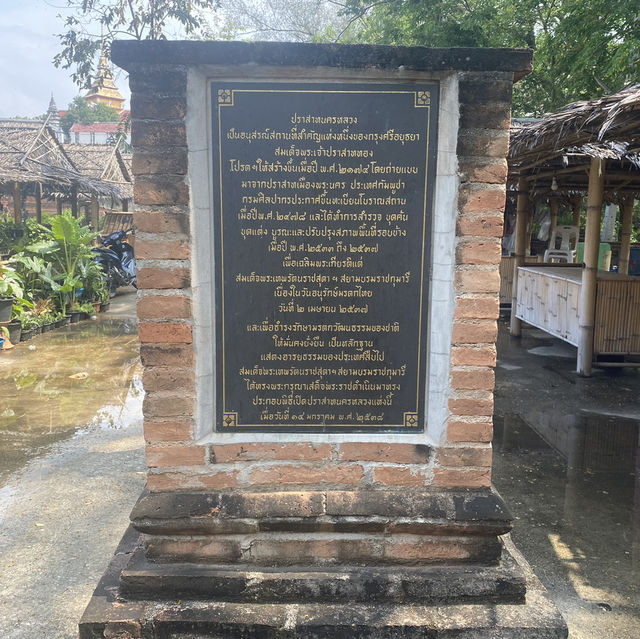 ปราสาทนครหลวง
เป็นอนุสรณ์สถานที่สำคัญแห่งหนึ่งของกรุงศรีอยุธยา
สมเด็จพระเจ้าปราสาททอง
โปรดฯให้สร้างขึ้นเมื่อปี พ.ศ.๒๑๗๔ โดยถ่ายแบบ
มาจากปราสาทเมืองพระนคร ประเทศกัมพูชา
กรมศิลปากรประกาศขึ้นทะเบียนโบราณสถาน
เมื่อปีพ.ศ.๒๔๗๘ และได้ทำการสำรวจ ขุดค้น
ขุดแต่ง บูรณะและปรับปรุงสภาพพื้นที่รอบข้าง
เมื่อปี พ.ศ.๒๕๓๓ ถึง ๒๕๓๗
เพื่อเฉลิมพระเกียรติแด่
สมเด็จพระเทพรัตนราชสุดาฯ สยามบรมราชกุมารี
เนื่องในวันอนุรักษ์มรดกไทย
วันที่ ๒ เมษายน ๒๕๓๗
และเพื่อธำรงรักษามรดกวัฒนธรรมของชาติ
ให้มั่นคงยั่งยืน เป็นหลักฐาน
แสดงอารยธรรมของประเทศสืบไป
สมเด็จพระเทพรัตนราชสุดาฯ สยามบรมราชกุมารี
ได้ทรงพระกรุณาเสด็จพระราชดำเนินมาทรง
ประกอบพิธีเปิดปราสาทนครหลวงแห่งนี้
เมื่อวันที่ ๑๔ มกราคม พ.ศ.๒๕๓๘